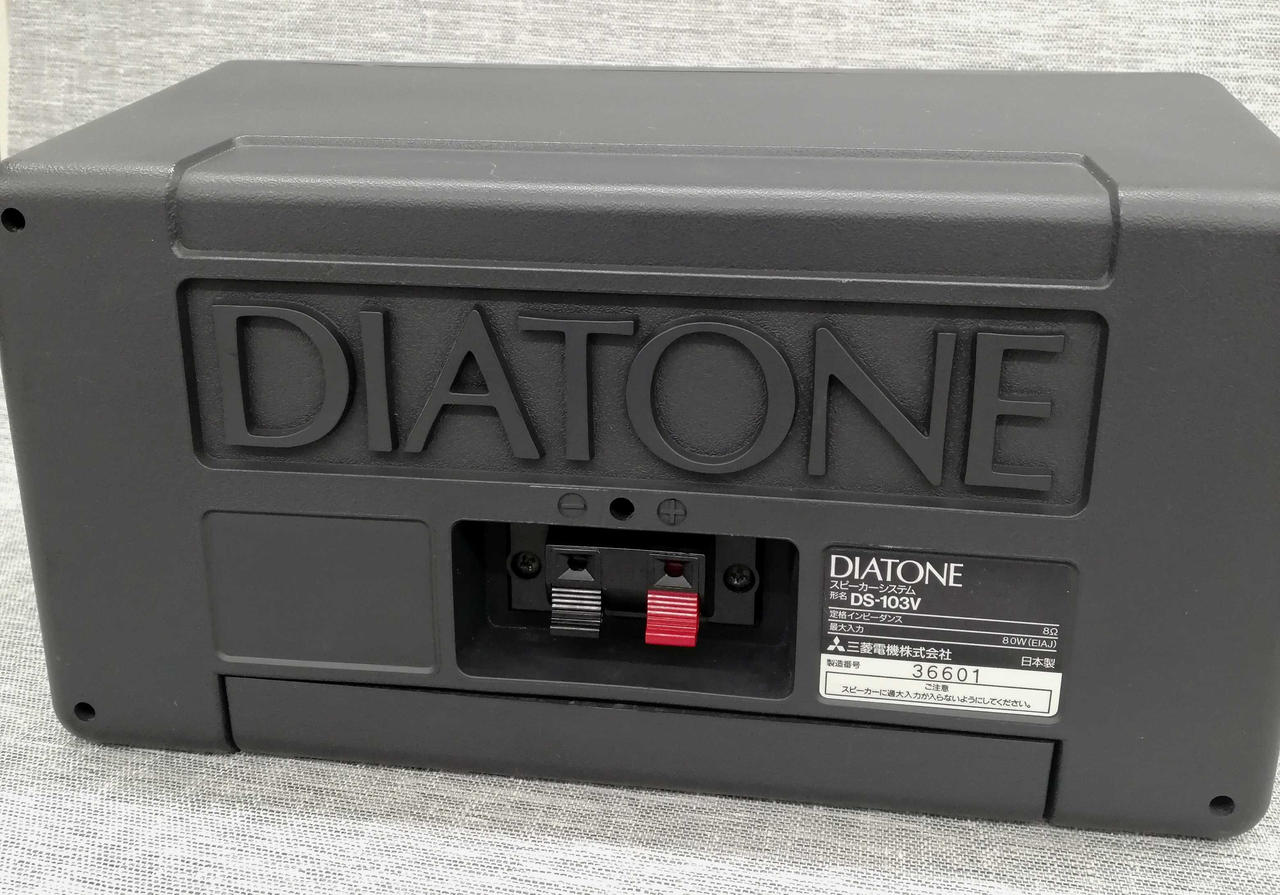 DIATONE
⊖ ⊕
DIATONE
スピーカーシステム
形名 DS-103V
定格インピーダンス 8Ω
最大入力 80W(EIAJ)
三菱電機株式会社 日本製
製造番号 36601
ご注意
スピーカーに過大入力が入らないようにしてください。